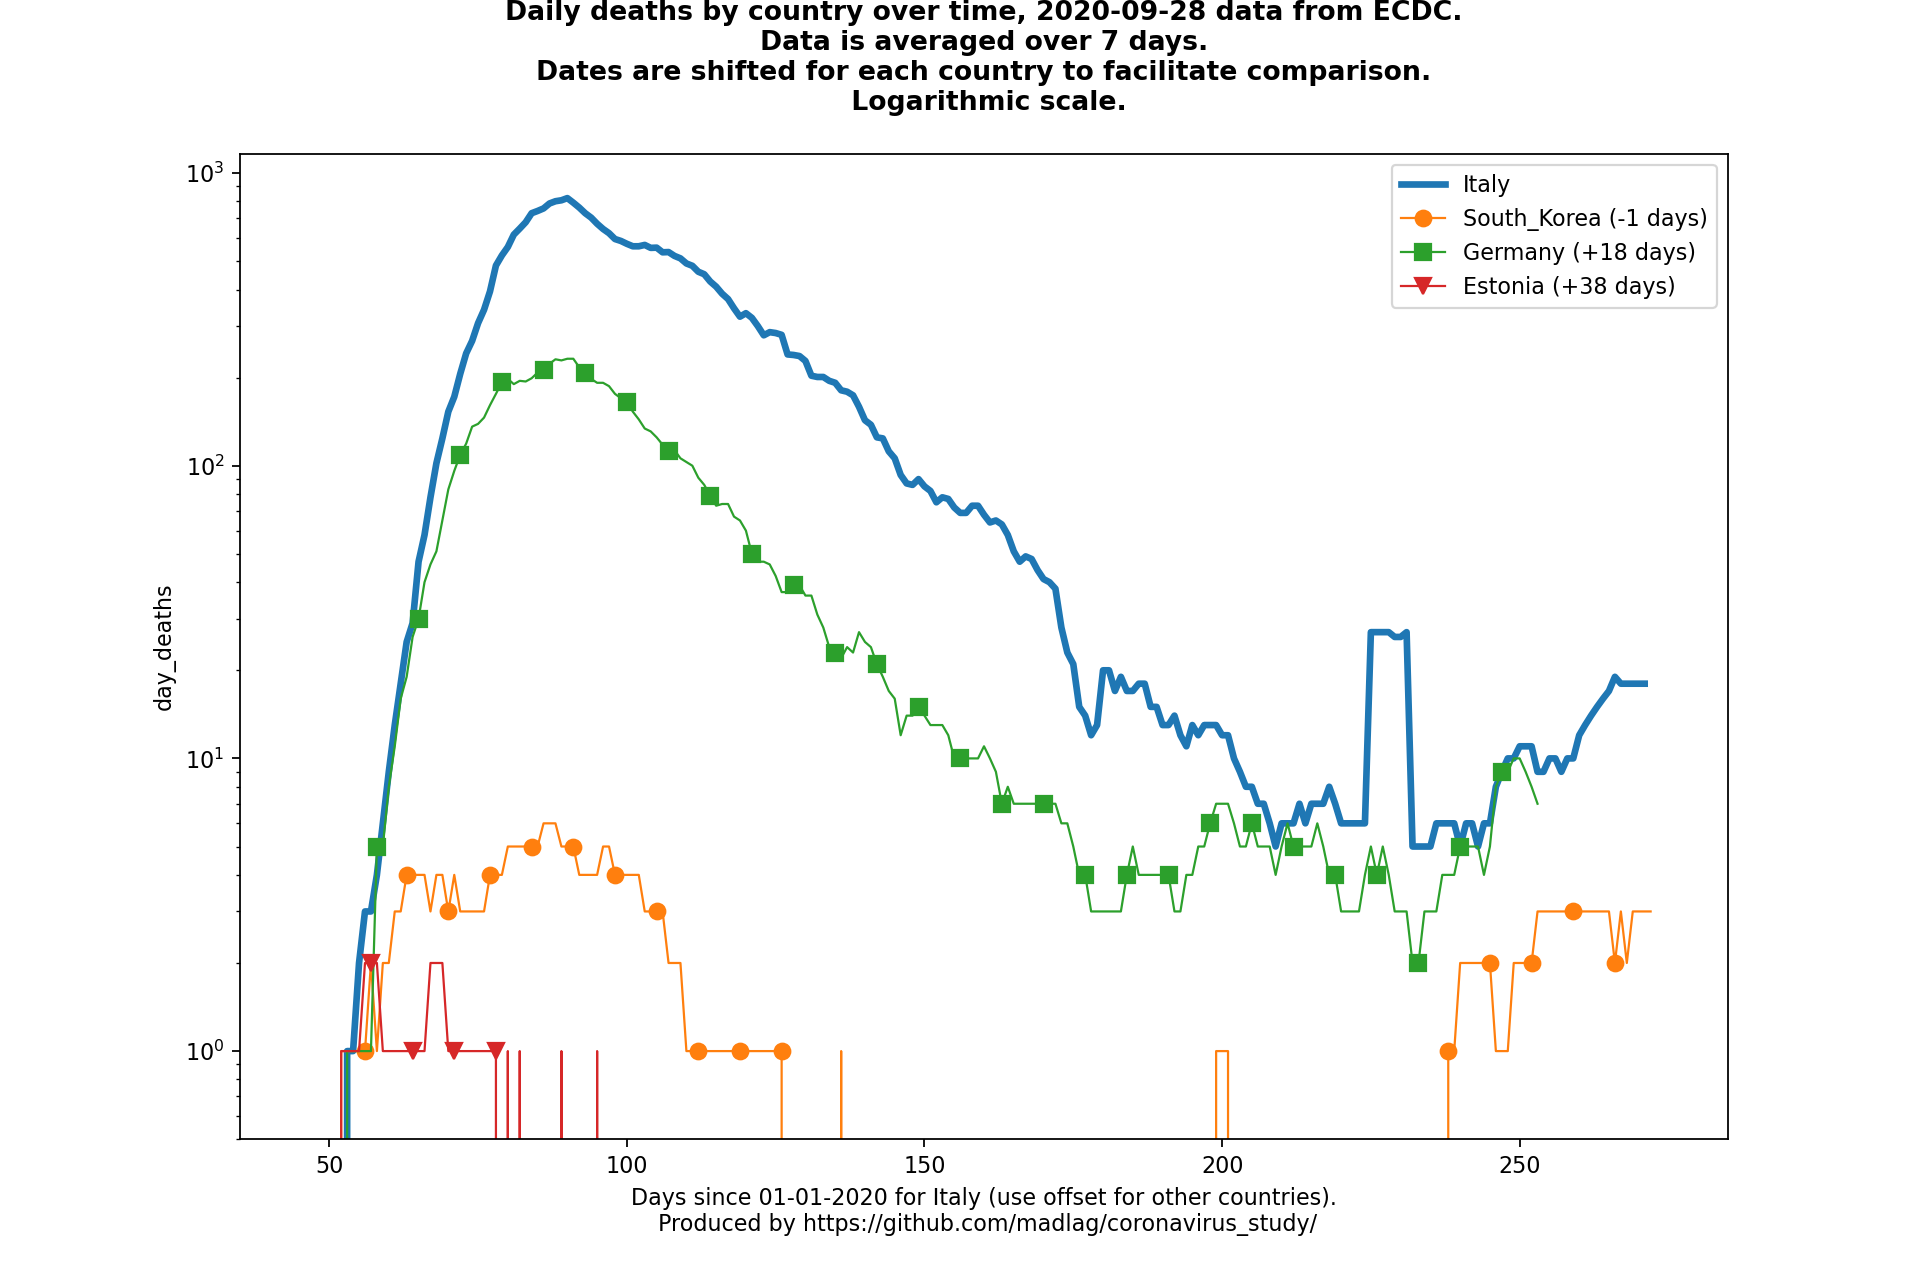 Daily deaths by country over time, 2020-09-28 data from ECDC.
Data is averaged over 7 days.
Dates are shifted for each country to facilitate comparison.
Logarithmic scale.
10³
10²
10¹
10⁰
day_deaths
Italy
South_Korea (-1 days)
Germany (+18 days)
Estonia (+38 days)
50 100 150 200 250
Days since 01-01-2020 for Italy (use offset for other countries).
Produced by https://github.com/madlag/coronavirus_study/